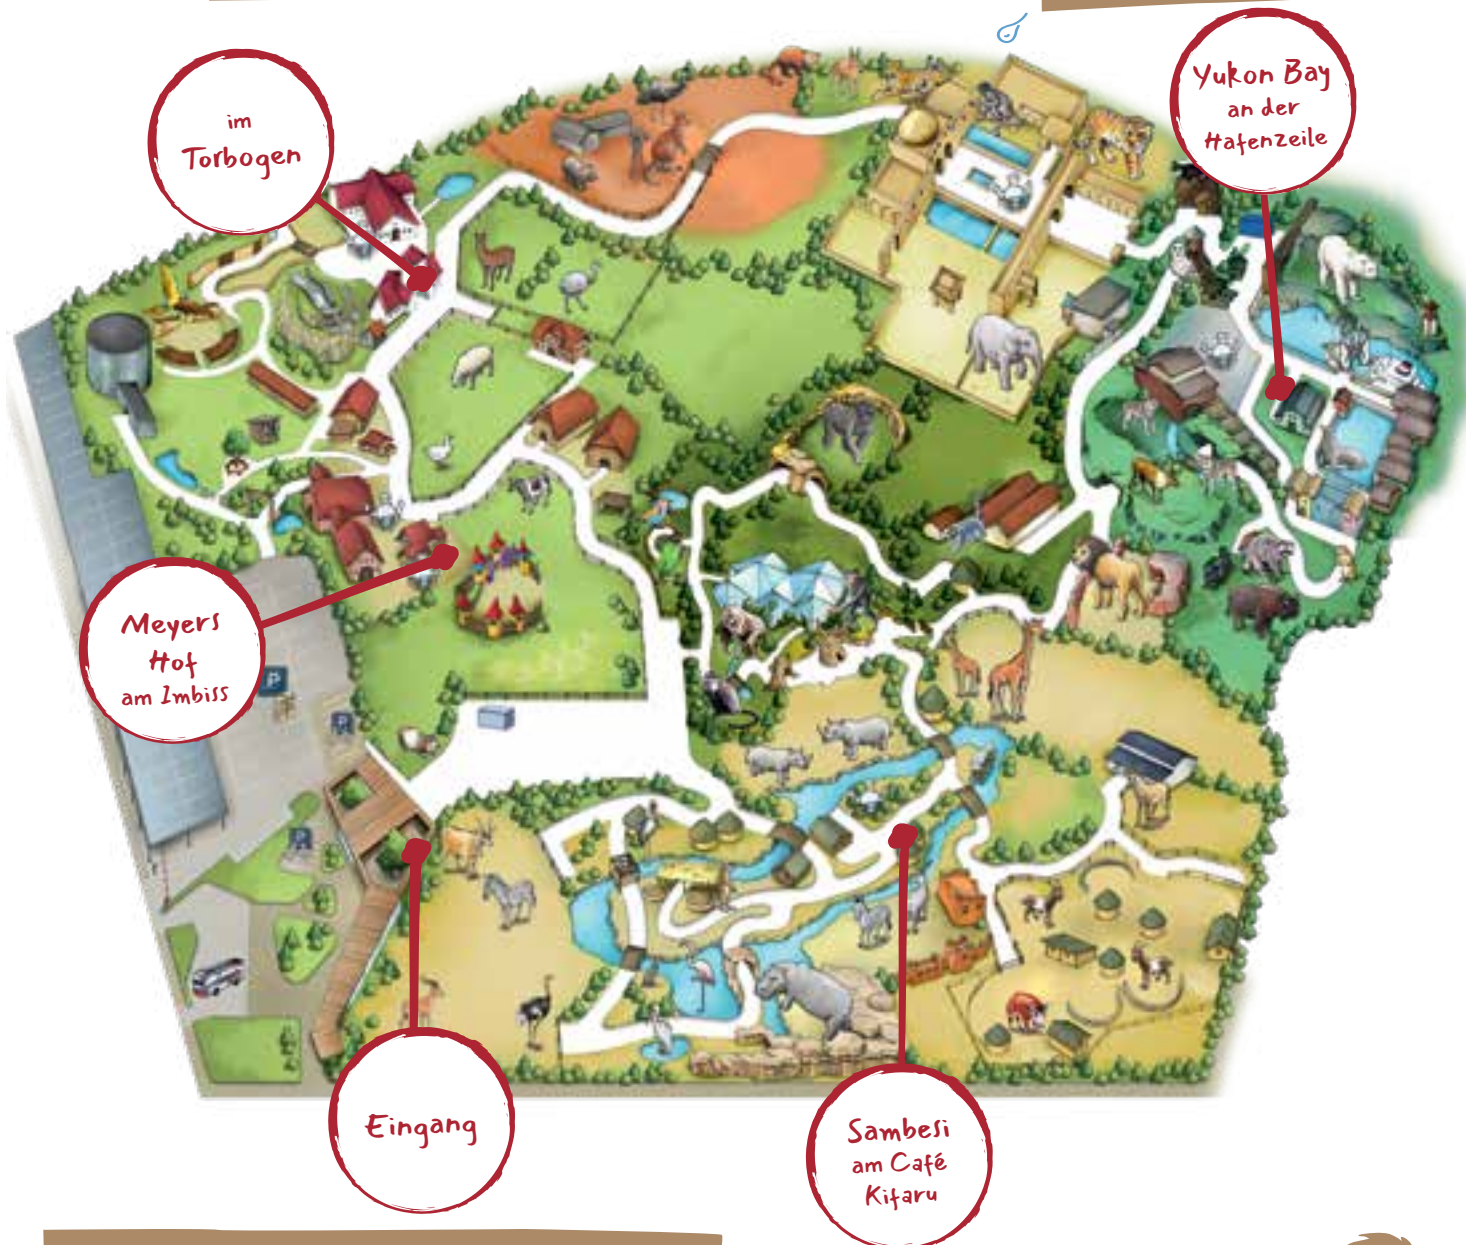 im
Torbogen
Yukon Bay
an der
Hafenzeile
Meyers
Hof
am Imbiss
P
P
P
Eingang
Sambesi
am Café
Kifaru